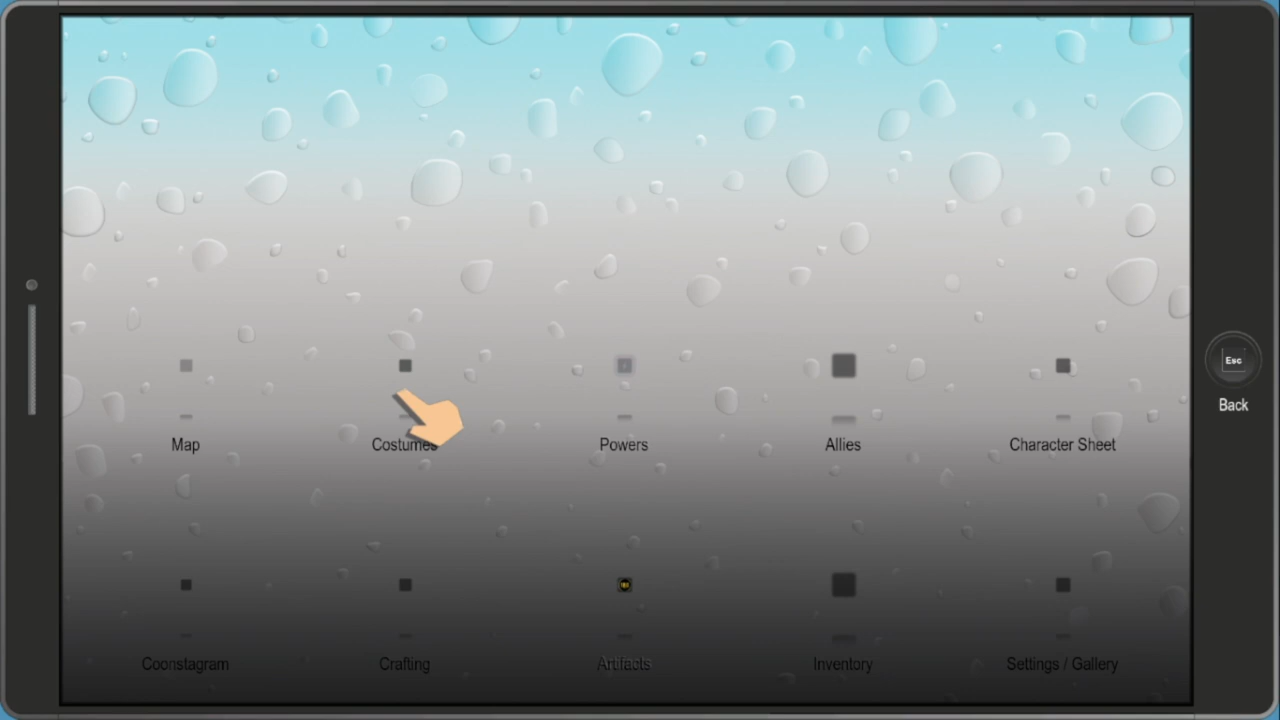 Esc
Back
Map
Costumes
Powers
Allies
Character Sheet
Coonstagram
Crafting
Artifacts
Inventory
Settings / Gallery